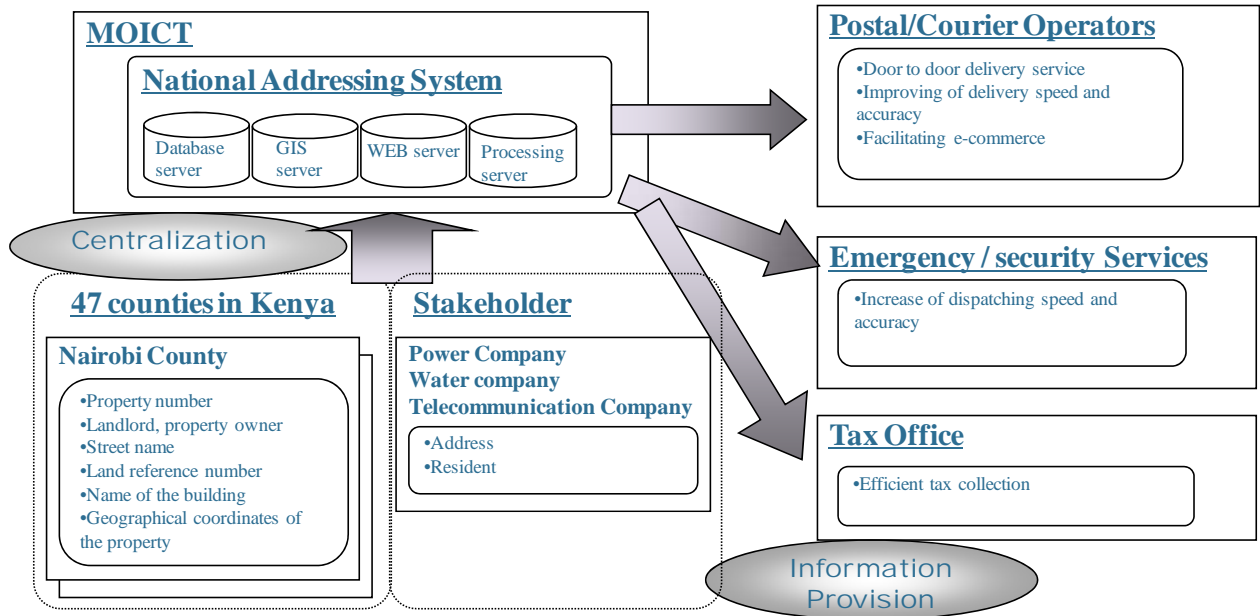 MOICT
National Addressing System
Database
server
GIS
server
WEB server
Processing
server
Centralization
47 counties in Kenya
Nairobi County
•Property number
•Landlord, property owner
•Street name
•Land reference number
•Name of the building
•Geographical coordinates of
the property
Stakeholder
Power Company
Water company
Telecommunication Company
•Address
•Resident
Postal/Courier Operators
•Door to door delivery service
•Improving of delivery speed and
accuracy
•Facilitating e-commerce
Emergency / security Services
•Increase of dispatching speed and
accuracy
Tax Office
•Efficient tax collection
Information
Provision